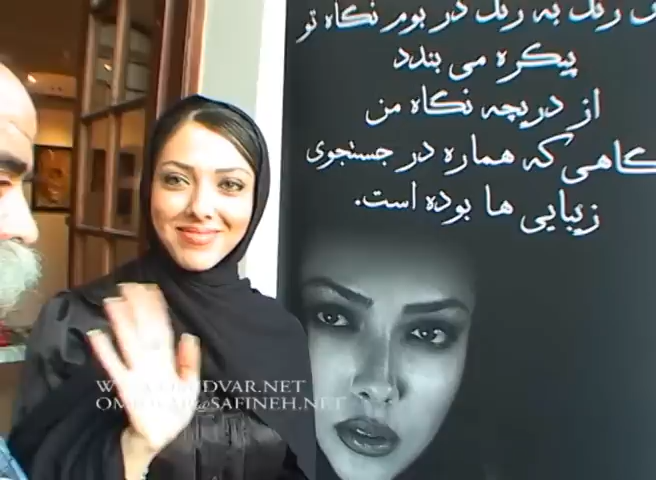 رنگ به رنگ در بوم نگاه تو
پیکره می بندد
از دریچه نگاه من
نگاهی که همواره در جستجوی
زیبایی ها بوده است.